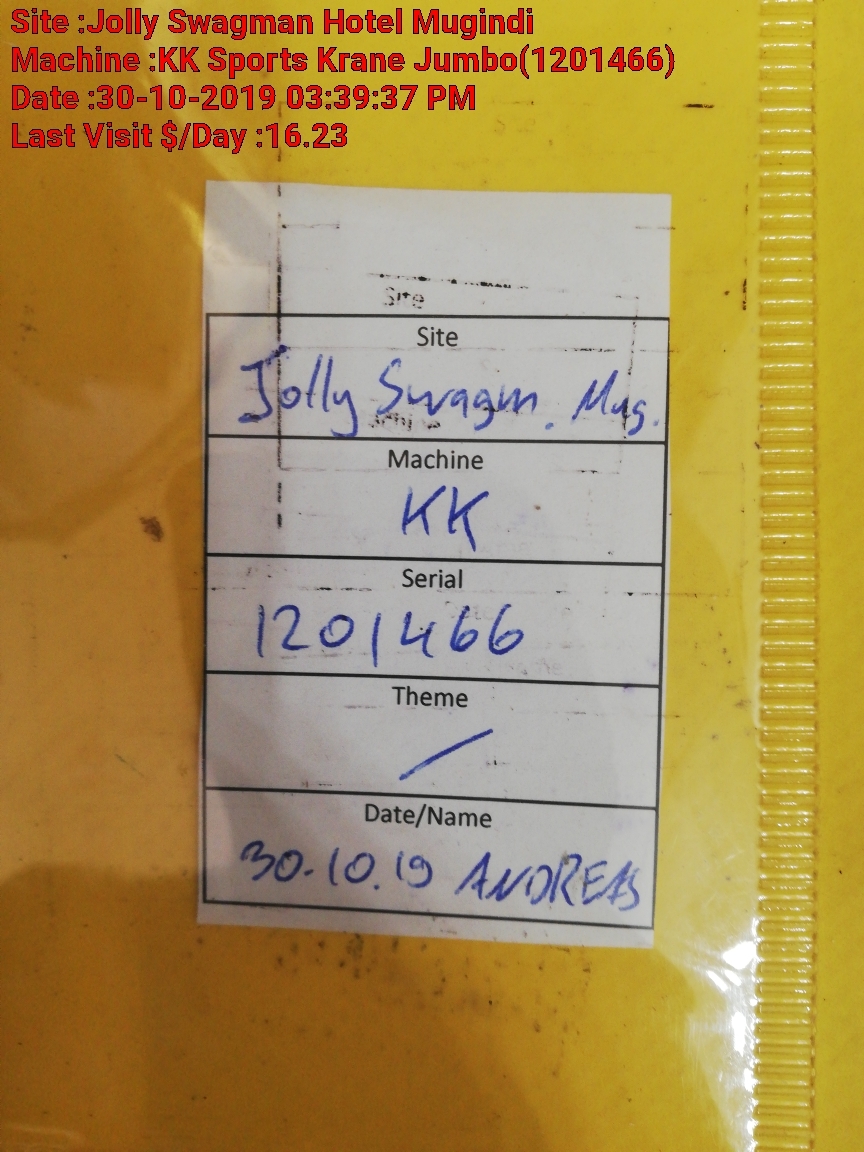 Site :Jolly Swagman Hotel Mugindi
Machine :KK Sports Krane Jumbo(1201466)
Date :30-10-2019 03:39:37 PM
Last Visit $/Day :16.23
Site
Site
Jolly Swagm. Mug.
Machine
KK
Serial
1201466
Theme
/
Date/Name
30.10.19 ANDREAS